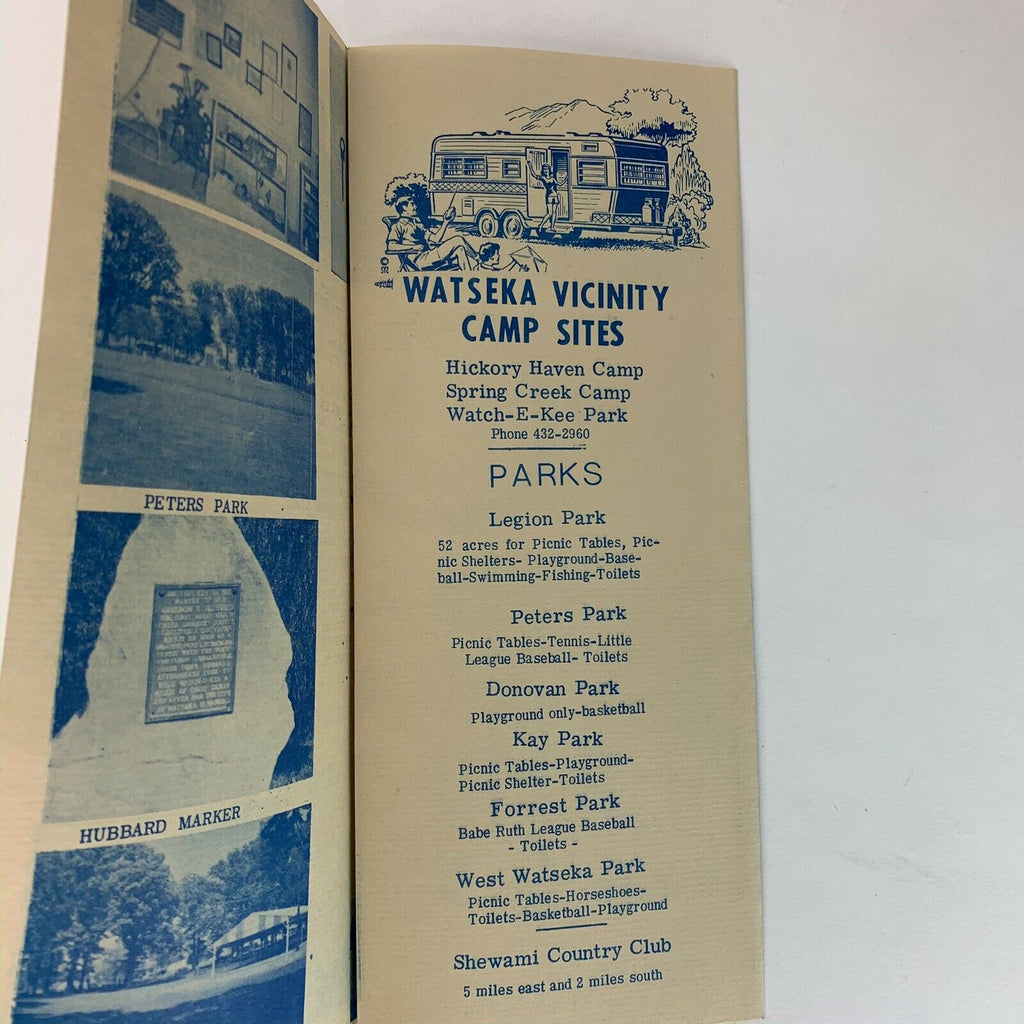 PETERS PARK
HUBBARD MARKER
WATSEKA VICINITY
CAMP SITES
Hickory Haven Camp
Spring Creek Camp
Watch-E-Kee Park
Phone 432-2960
PARKS
Legion Park
52 acres for Picnic Tables, Pic-
nic Shelters- Playground-Base-
ball-Swimming-Fishing-Toilets
Peters Park
Picnic Tables-Tennis-Little
League Baseball- Toilets
Donovan Park
Playground only-basketball
Kay Park
Picnic Tables-Playground-
Picnic Shelter-Toilets
Forrest Park
Babe Ruth League Baseball
- Toilets -
West Watseka Park
Picnic Tables-Horseshoes-
Toilets-Basketball-Playground
Shewami Country Club
5 miles east and 2 miles south